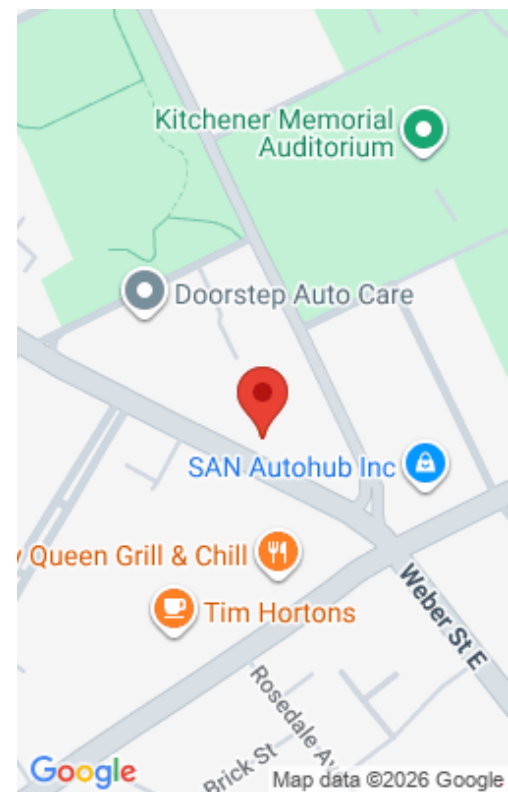 Kitchener Memorial
Auditorium
Doorstep Auto Care
SAN Autohub Inc
y Queen Grill & Chill
Tim Hortons
Weber St E
Rosedale Av
Brick St
Google
Map data ©2026 Google